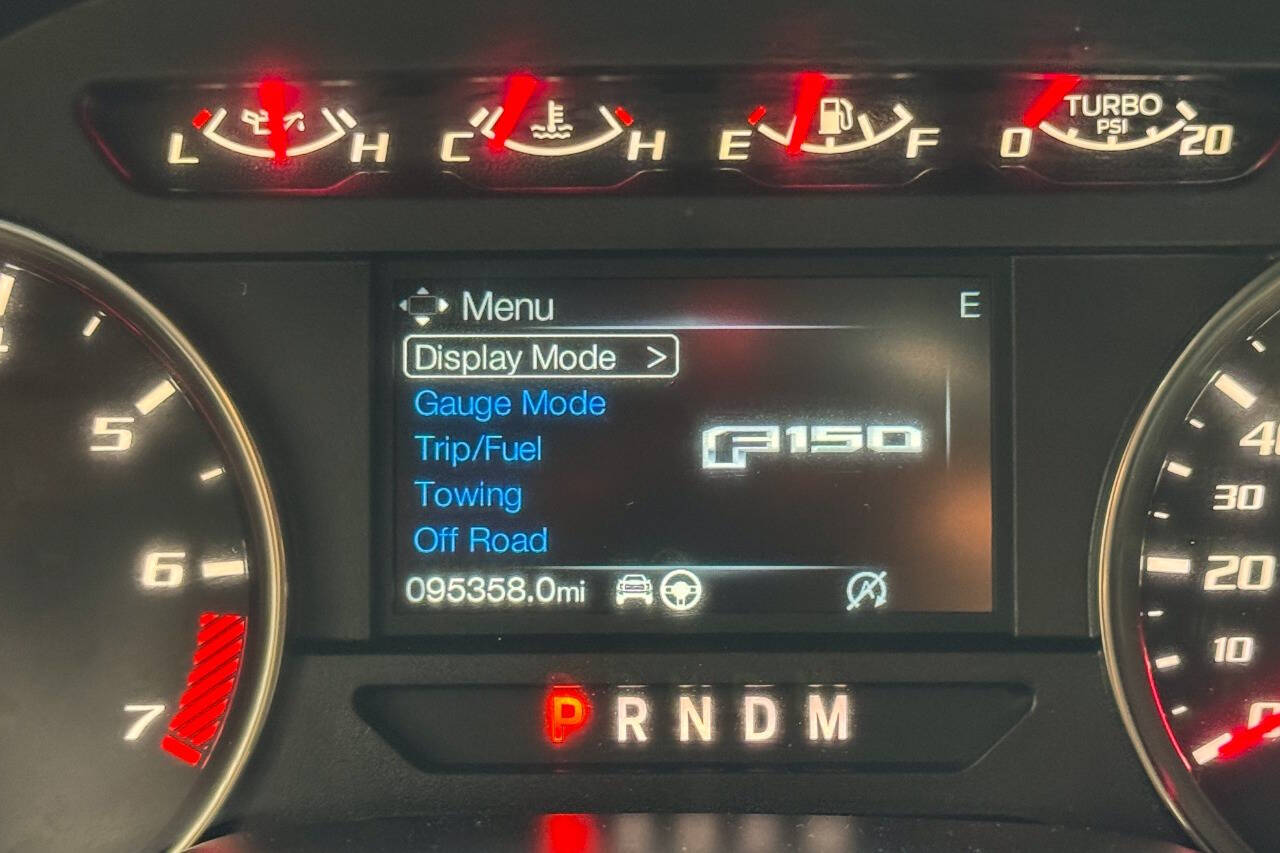 L H C H E F 0 TURBO PSI 20
Menu E
Display Mode >
Gauge Mode
Trip/Fuel
Towing
Off Road
F150
095358.0mi
A
P R N D M
5
6
7
40
30
20
10
0